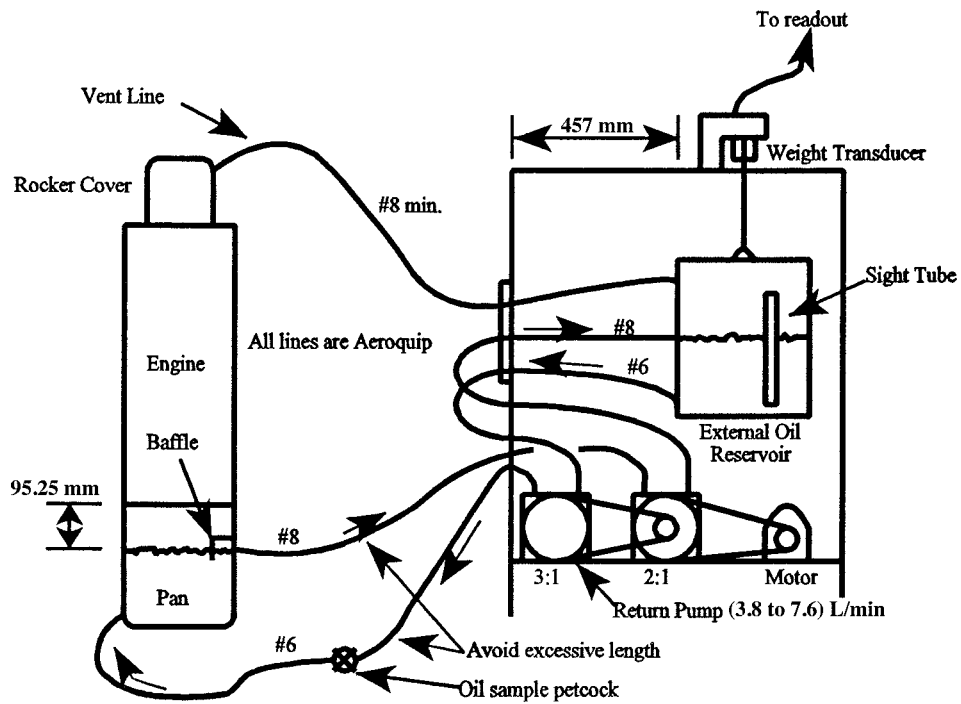 To readout
Vent Line
457 mm
Weight Transducer
Rocker Cover
#8 min.
Sight Tube
All lines are Aeroquip
#8
#6
Engine
Baffle
External Oil
Reservoir
95.25 mm
#8
Pan
3:1
2:1
Motor
Return Pump (3.8 to 7.6) L/min
#6
Avoid excessive length
Oil sample petcock